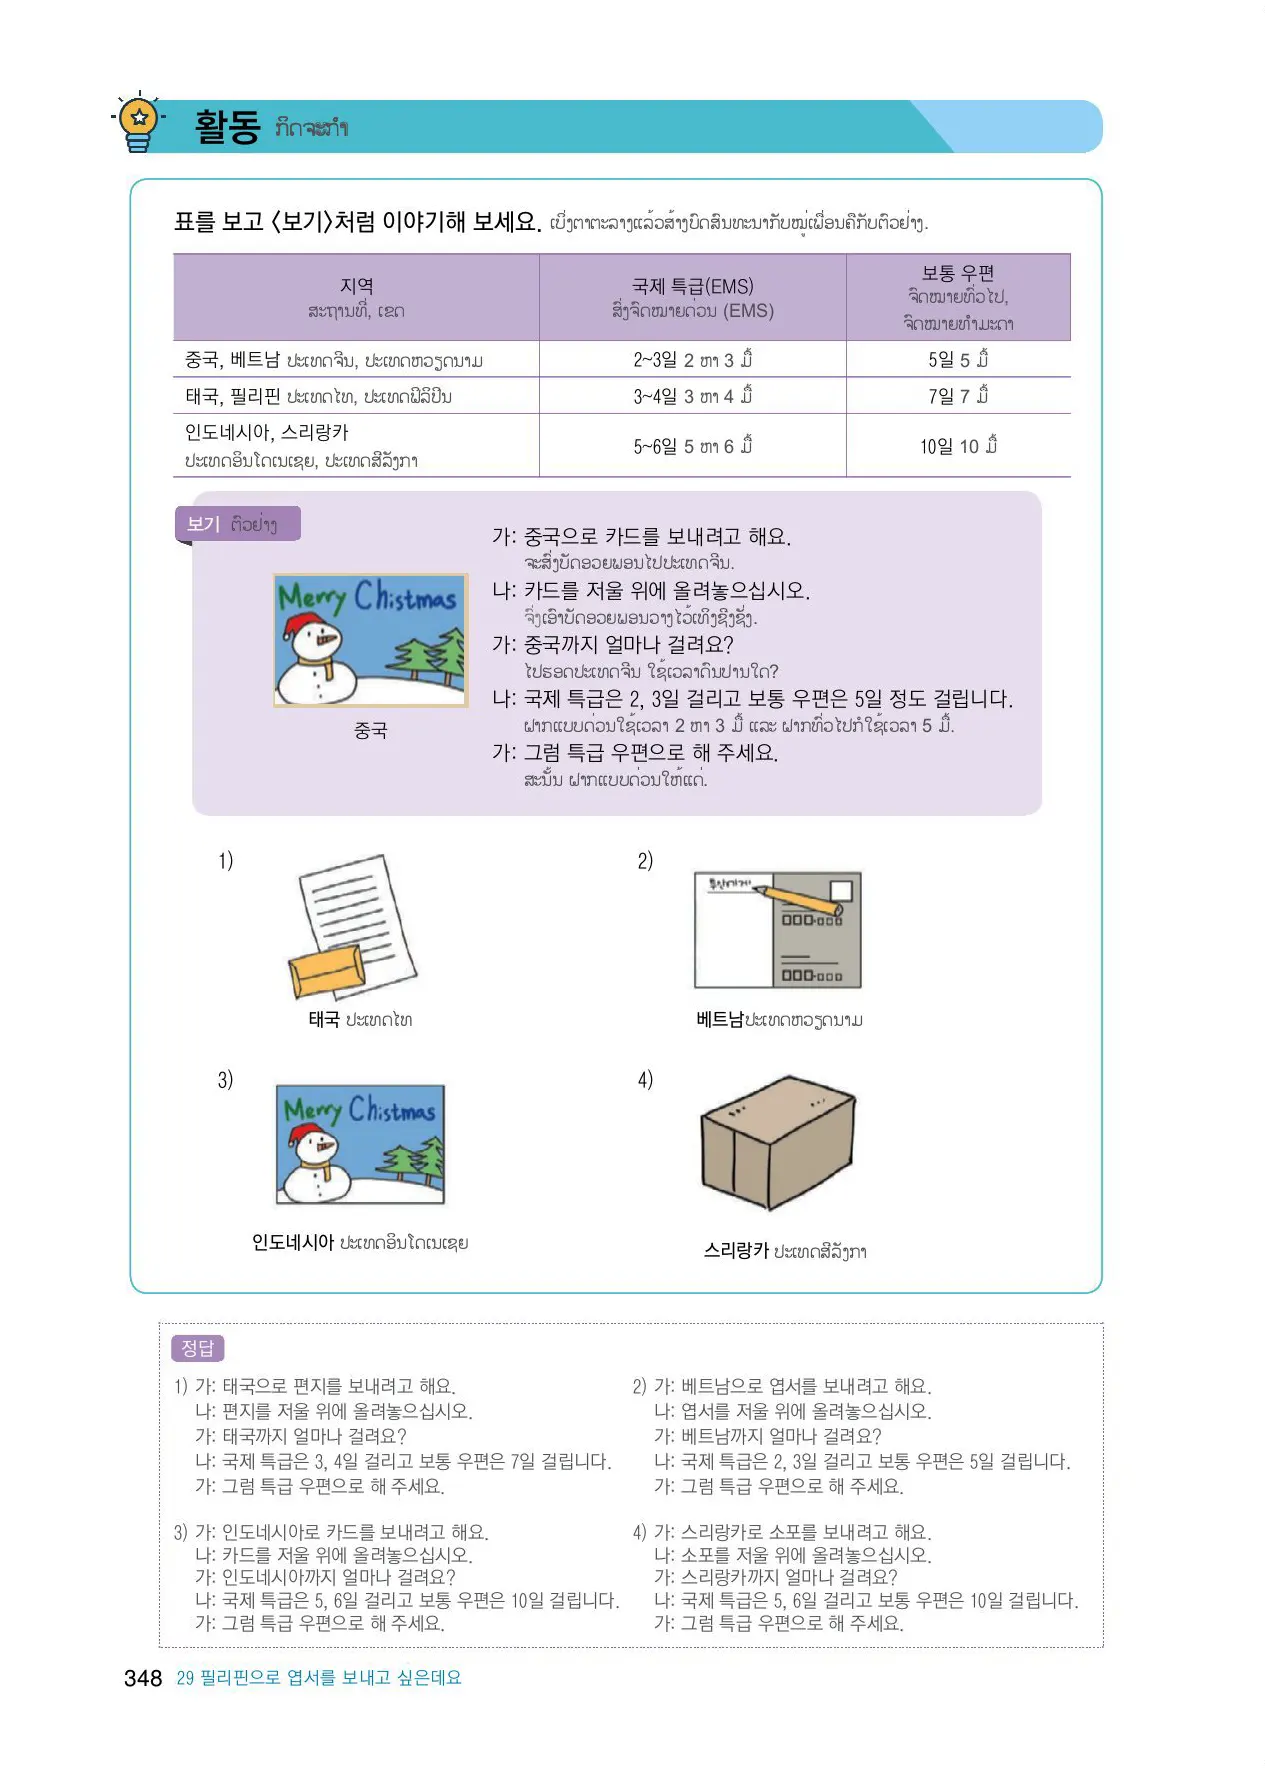 활동 ກິດຈະກຳ
표를 보고 〈보기〉처럼 이야기해 보세요. ເບິ່ງຕາຕະລາງແລ້ວສ້າງບົດສົນທະນາກັບໝູ່ເພື່ອນຄືກັບຕົວຢ່າງ.
지역
ສະຖານທີ່, ເຂດ
국제 특급(EMS)
ສົ່ງຈົດໝາຍດ່ວນ (EMS)
보통 우편
ຈົດໝາຍທົ່ວໄປ,
ຈົດໝາຍທຳມະດາ
중국, 베트남 ປະເທດຈີນ, ປະເທດຫວຽດນາມ 2~3일 2 ຫາ 3 ມື້ 5일 5 ມື້
태국, 필리핀 ປະເທດໄທ, ປະເທດຟີລິປິນ 3~4일 3 ຫາ 4 ມື້ 7일 7 ມື້
인도네시아, 스리랑카
ປະເທດອິນໂດເນເຊຍ, ປະເທດສີລັງກາ
5~6일 5 ຫາ 6 ມື້ 10일 10 ມື້
보기 ຕົວຢ່າງ
Merry Chistmas
중국
가: 중국으로 카드를 보내려고 해요.
ຈະສົ່ງບັດອວຍພອນໄປປະເທດຈີນ.
나: 카드를 저울 위에 올려놓으십시오.
ຈົ່ງເອົາບັດອວຍພອນວາງໄວ້ເທິງຊີງຊັ່ງ.
가: 중국까지 얼마나 걸려요?
ໄປຮອດປະເທດຈີນ ໃຊ້ເວລາດົນປານໃດ?
나: 국제 특급은 2, 3일 걸리고 보통 우편은 5일 정도 걸립니다.
ຝາກແບບດ່ວນໃຊ້ເວລາ 2 ຫາ 3 ມື້ ແລະ ຝາກທົ່ວໄປກໍໃຊ້ເວລາ 5 ມື້.
가: 그럼 특급 우편으로 해 주세요.
ສະນັ້ນ ຝາກແບບດ່ວນໃຫ້ແດ່.
1)
태국 ປະເທດໄທ
2)
베트남ປະເທດຫວຽດນາມ
3)
Merry Chistmas
인도네시아 ປະເທດອິນໂດເນເຊຍ
4)
스리랑카 ປະເທດສີລັງກາ
정답
1) 가: 태국으로 편지를 보내려고 해요.
나: 편지를 저울 위에 올려놓으십시오.
가: 태국까지 얼마나 걸려요?
나: 국제 특급은 3, 4일 걸리고 보통 우편은 7일 걸립니다.
가: 그럼 특급 우편으로 해 주세요.
2) 가: 베트남으로 엽서를 보내려고 해요.
나: 엽서를 저울 위에 올려놓으십시오.
가: 베트남까지 얼마나 걸려요?
나: 국제 특급은 2, 3일 걸리고 보통 우편은 5일 걸립니다.
가: 그럼 특급 우편으로 해 주세요.
3) 가: 인도네시아로 카드를 보내려고 해요.
나: 카드를 저울 위에 올려놓으십시오.
가: 인도네시아까지 얼마나 걸려요?
나: 국제 특급은 5, 6일 걸리고 보통 우편은 10일 걸립니다.
가: 그럼 특급 우편으로 해 주세요.
4) 가: 스리랑카로 소포를 보내려고 해요.
나: 소포를 저울 위에 올려놓으십시오.
가: 스리랑카까지 얼마나 걸려요?
나: 국제 특급은 5, 6일 걸리고 보통 우편은 10일 걸립니다.
가: 그럼 특급 우편으로 해 주세요.
348 29 필리핀으로 엽서를 보내고 싶은데요